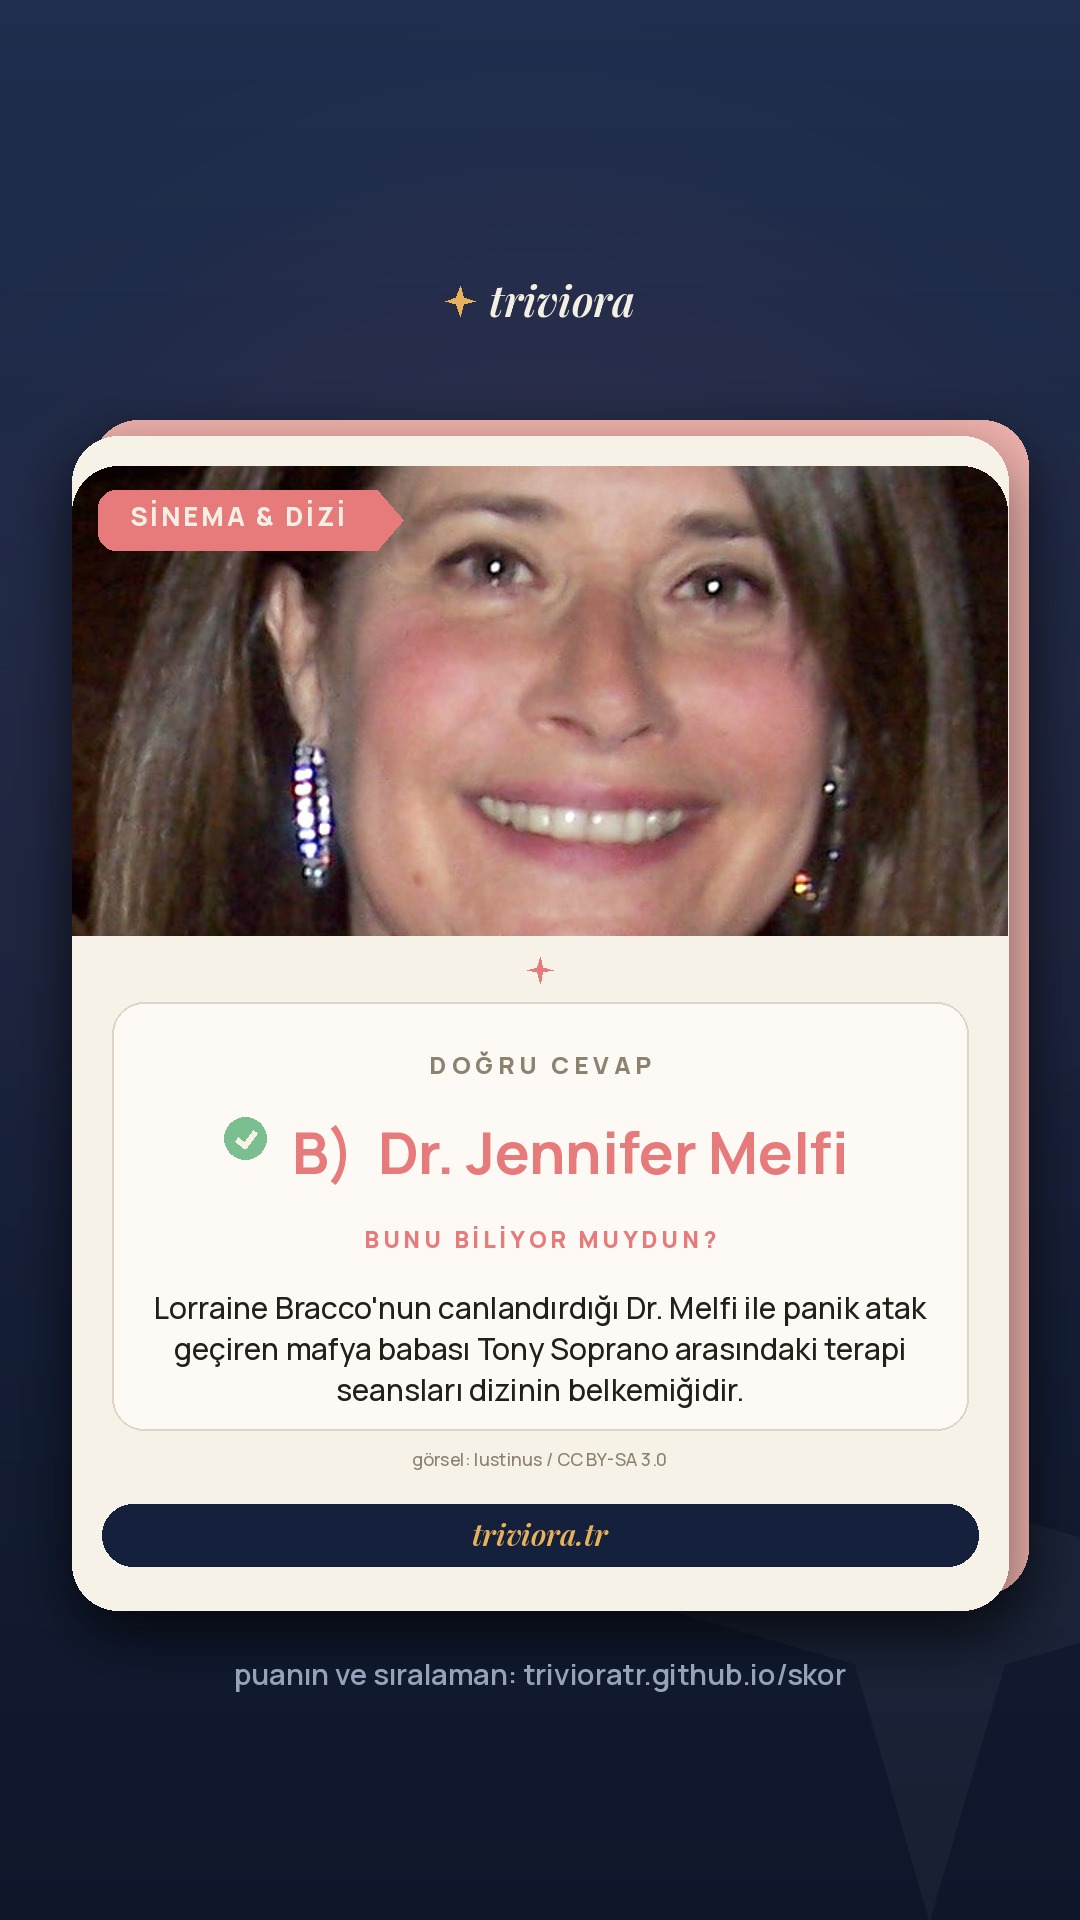 triviora
SİNEMA & DİZİ
DOĞRU CEVAP
B) Dr. Jennifer Melfi
BUNU BİLİYOR MUYDUN?
Lorraine Bracco'nun canlandırdığı Dr. Melfi ile panik atak
geçiren mafya babası Tony Soprano arasındaki terapi
seansları dizinin belkemiğidir.
görsel: Iustinus / CC BY-SA 3.0
triviora.tr
puanın ve sıralaman: trivioratr.github.io/skor